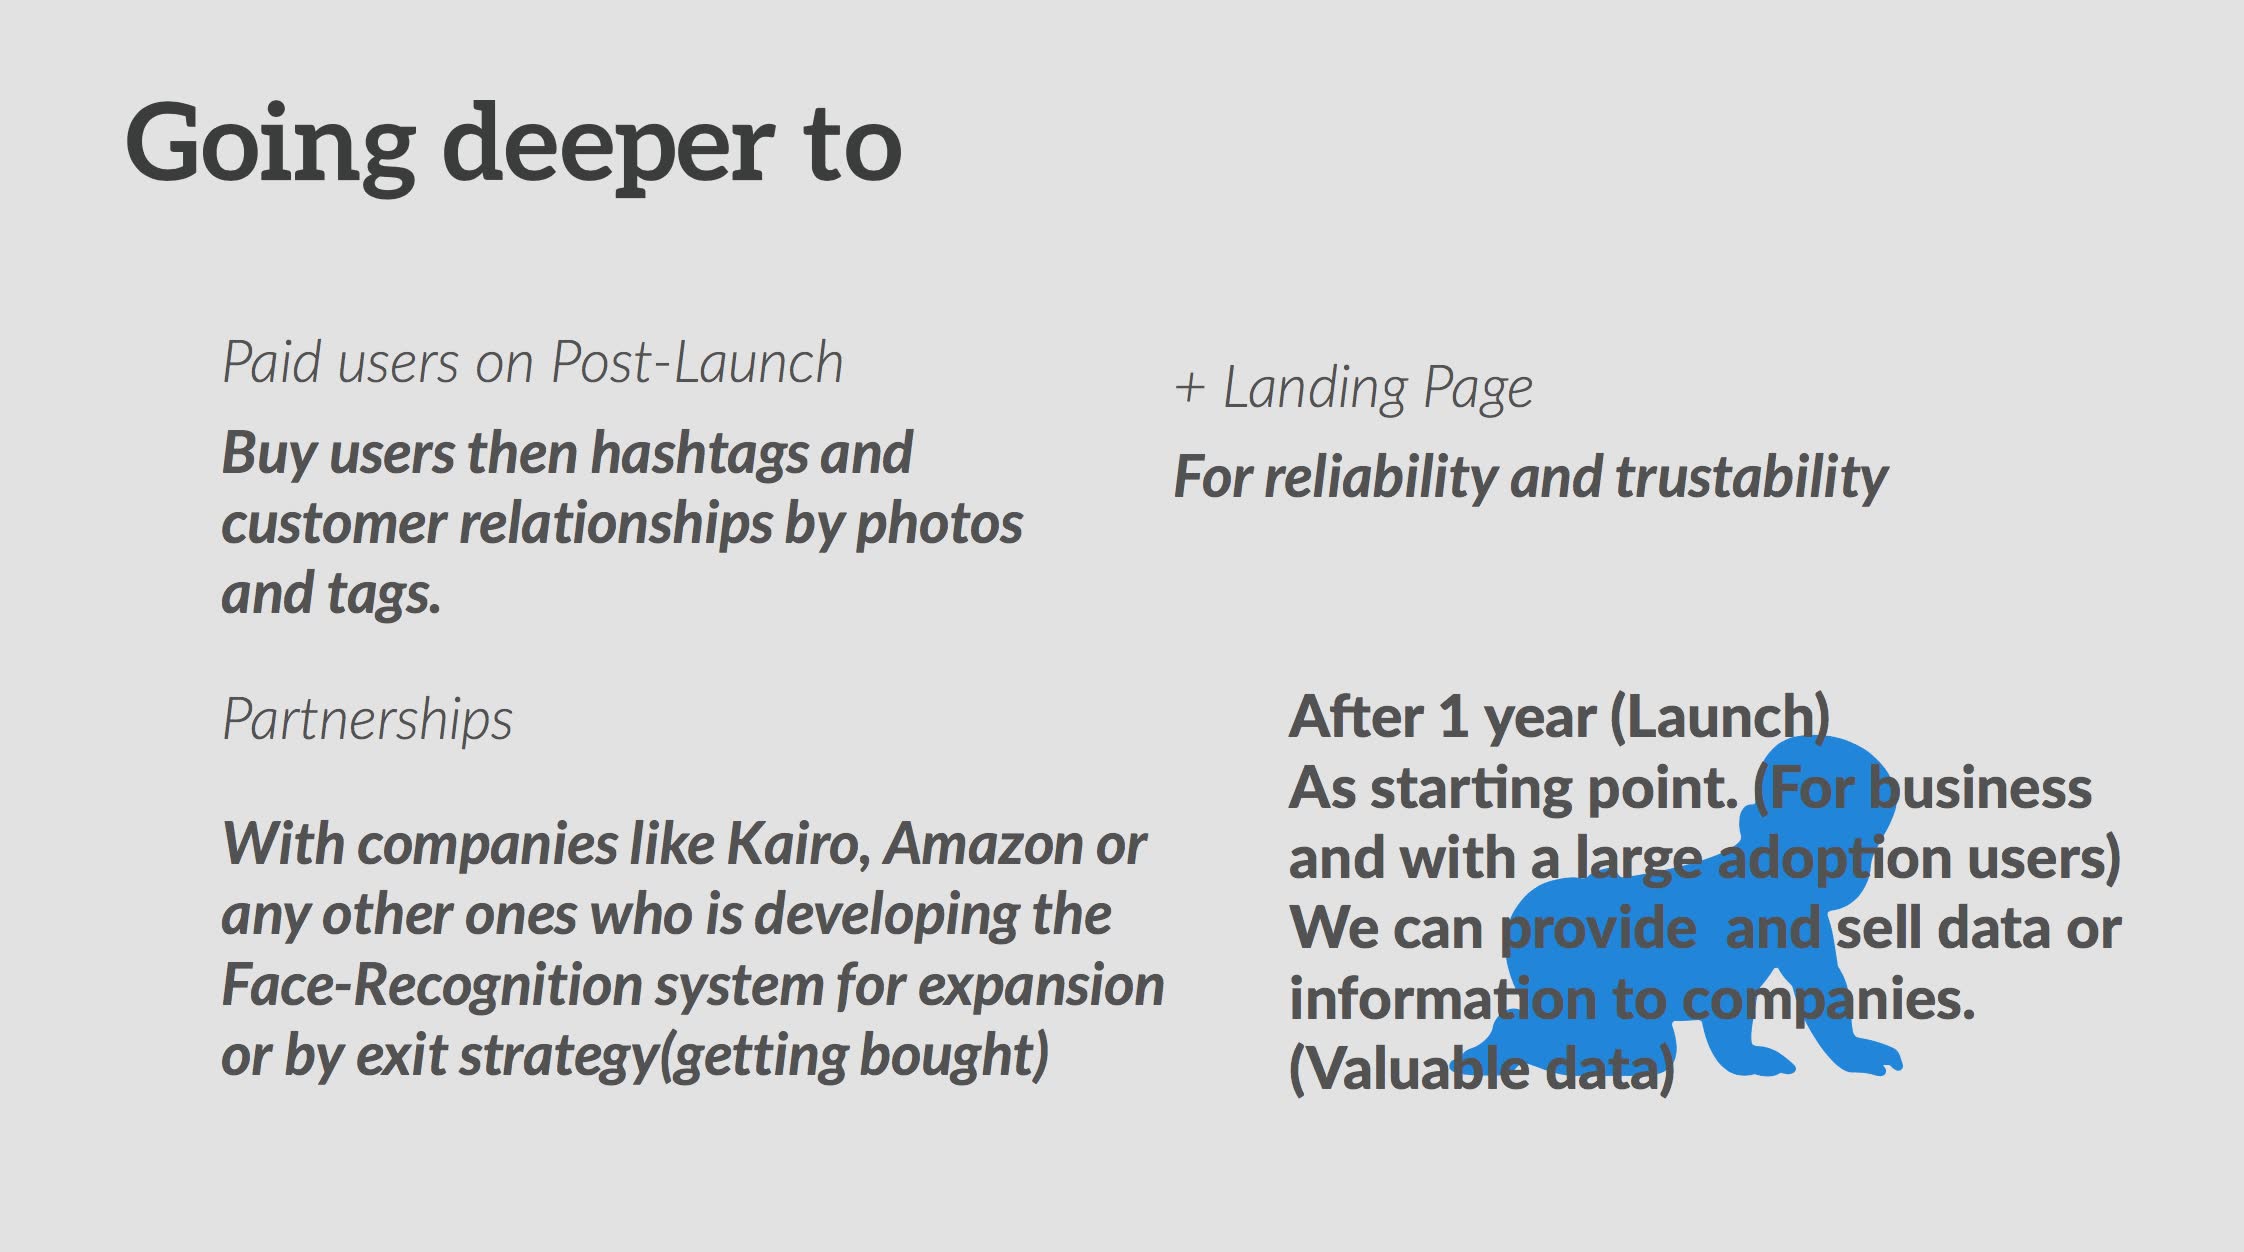 Going deeper to
Paid users on Post-Launch
Buy users then hashtags and
customer relationships by photos
and tags.
Partnerships
With companies like Kairo, Amazon or
any other ones who is developing the
Face-Recognition system for expansion
or by exit strategy(getting bought)
+ Landing Page
For reliability and trustability
After 1 year (Launch)
As starting point. (For business
and with a large adoption users)
We can provide  and sell data or
information to companies.
(Valuable data)